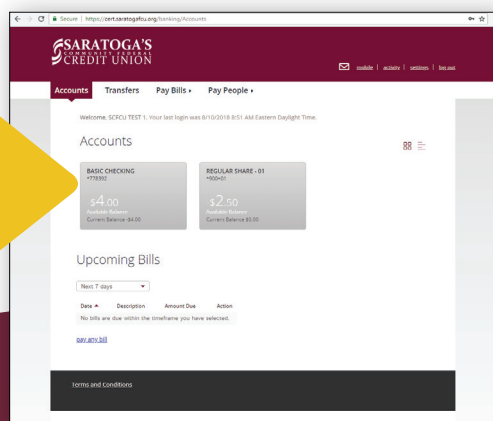 Secure | https://cert.saratogafcu.org/banking/Accounts
SARATOGA'S
COMMUNITY FEDERAL
CREDIT UNION
mobile | activity | settings | log out
Accounts Transfers Pay Bills Pay People
Welcome, SCFCU TEST 1. Your last login was 8/10/2018 8:51 AM Eastern Daylight Time.
Accounts
BASIC CHECKING
*778392
$4.00
Available Balance
Current Balance -$4.00
REGULAR SHARE - 01
*900=01
$2.50
Available Balance
Current Balance $0.00
Upcoming Bills
Next 7 days
Date Description Amount Due Action
No bills are due within the timeframe you have selected.
pay any bill
Terms and Conditions